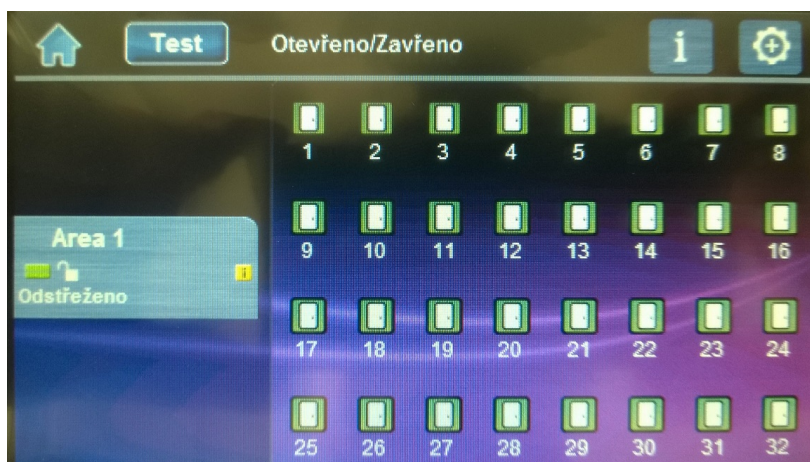 Test Otevřeno/Zavřeno i
1 2 3 4 5 6 7 8
Area 1
9 10 11 12 13 14 15 16
i
Odstřeženo
17 18 19 20 21 22 23 24
25 26 27 28 29 30 31 32